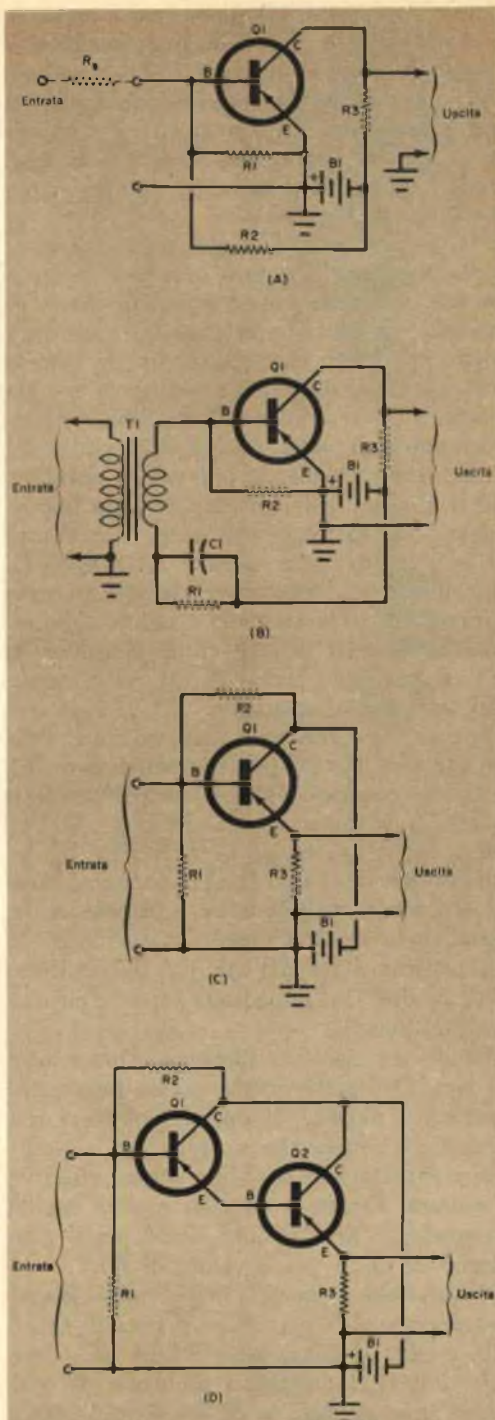 Q1
C
Rs
B
Entrata
E
R3
Uscita
R1
+
B1
R2
(A)
Q1
C
T1
B
R3
Entrata
E
+
B1
Uscita
R2
C1
R1
(B)
R2
Q1
C
B
Entrata
E
R1
R3
Uscita
B1
(C)
R2
Q1
C
Q2
B
C
E
B
Entrata
E
R1
R3
Uscita
+
B1
(D)